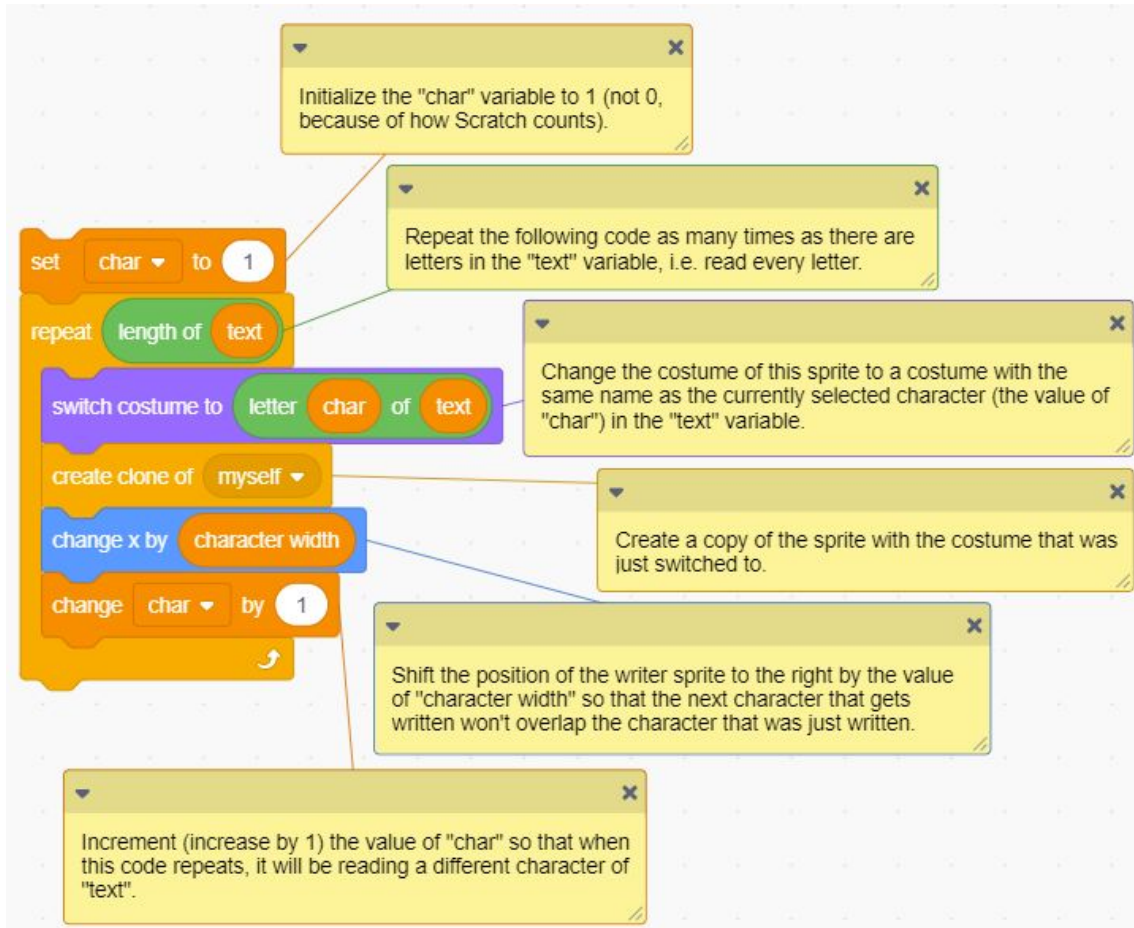 Initialize the "char" variable to 1 (not 0,
because of how Scratch counts).
Repeat the following code as many times as there are
letters in the "text" variable, i.e. read every letter.
set char to 1
repeat length of text
switch costume to letter char of text
create clone of myself
change x by character width
change char by 1
Change the costume of this sprite to a costume with the
same name as the currently selected character (the value of
"char") in the "text" variable.
Create a copy of the sprite with the costume that was
just switched to.
Shift the position of the writer sprite to the right by the value
of "character width" so that the next character that gets
written won't overlap the character that was just written.
Increment (increase by 1) the value of "char" so that when
this code repeats, it will be reading a different character of
"text".